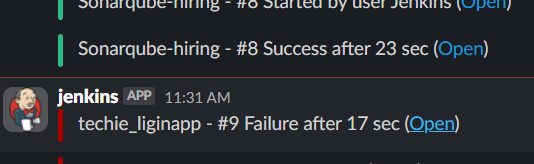 Sonarqube-hiring - #8 Started by user Jenkins (Open)
Sonarqube-hiring - #8 Success after 23 sec (Open)
jenkins APP 11:31 AM
techie_liginapp - #9 Failure after 17 sec (Open)